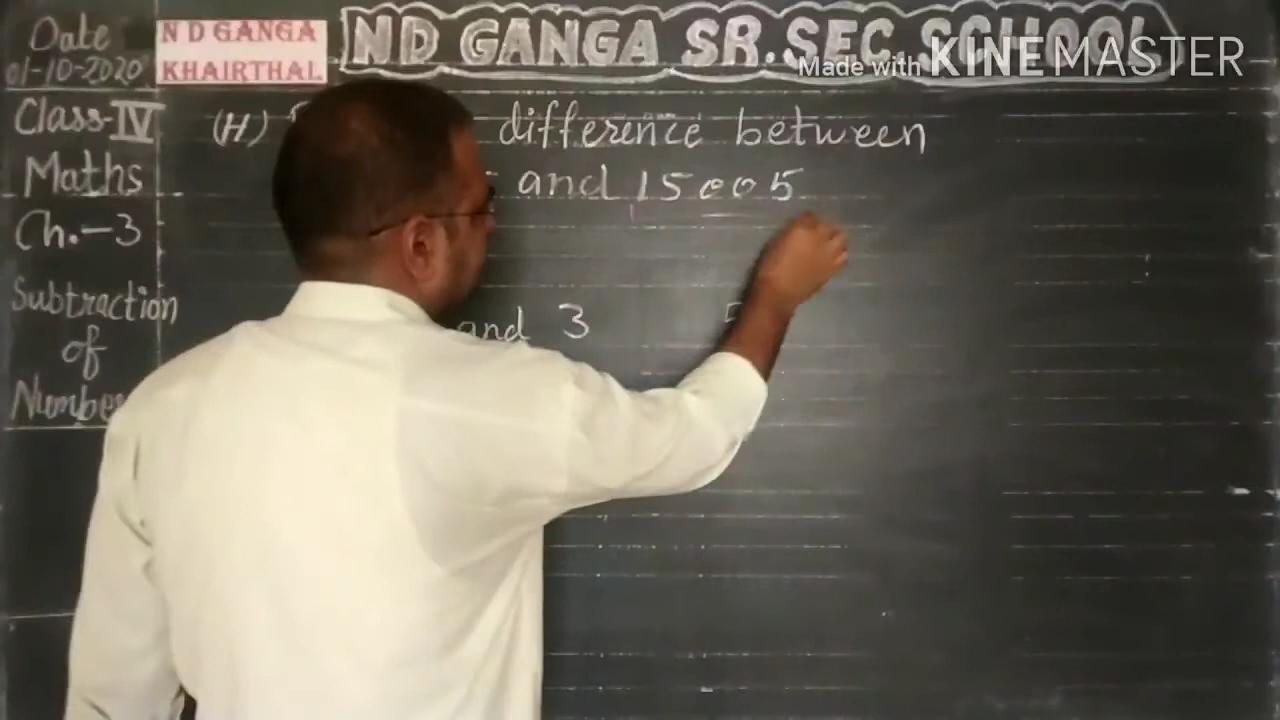 Date
01-10-2020
N D GANGA
KHAIRTHAL
ND GANGA SR.SEC. SCHOOL
Made with KINEMASTER
Class-IV
Maths
Ch.-3
Subtraction
of
(H) difference between
and 15005
and 3